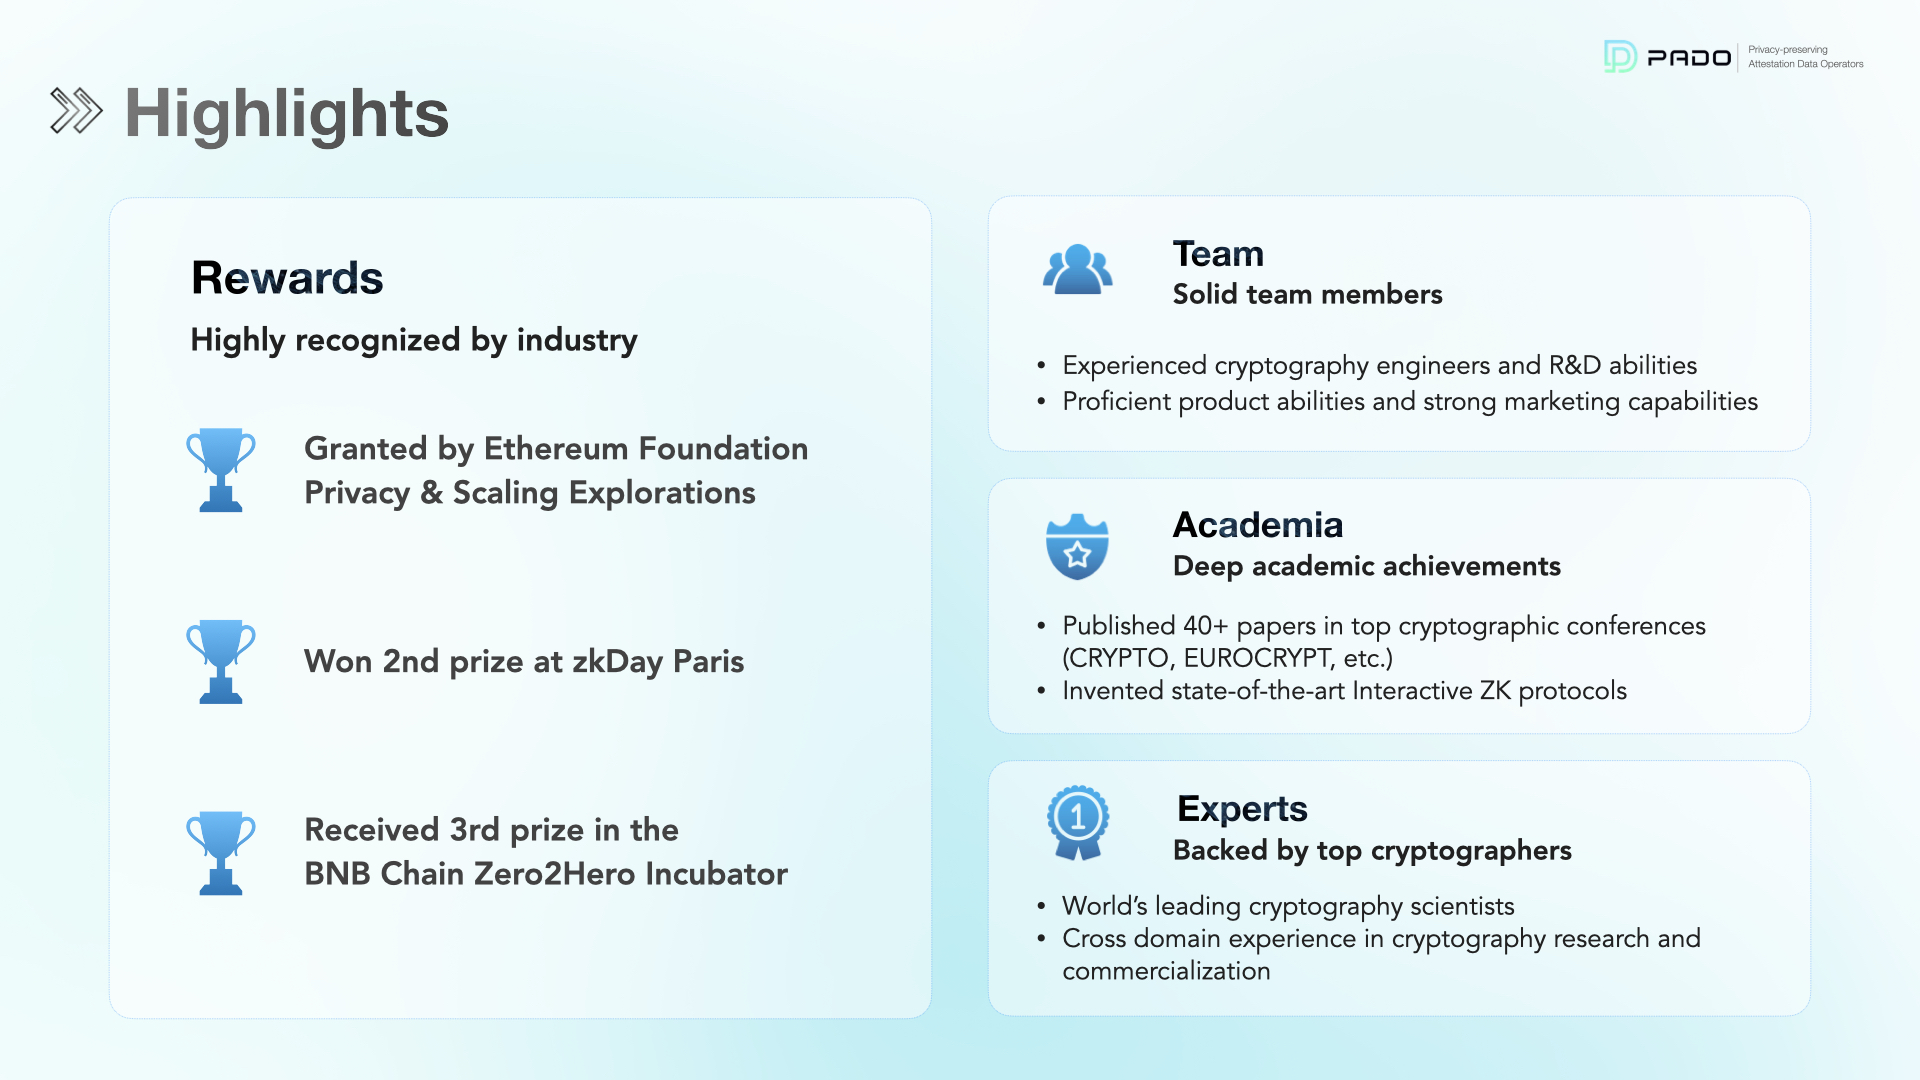 PADO
Privacy-preserving
Attestation Data Operators
Highlights
Rewards
Highly recognized by industry
Granted by Ethereum Foundation
Privacy & Scaling Explorations
Won 2nd prize at zkDay Paris
Received 3rd prize in the
BNB Chain Zero2Hero Incubator
Team
Solid team members
• Experienced cryptography engineers and R&D abilities
• Proficient product abilities and strong marketing capabilities
Academia
Deep academic achievements
• Published 40+ papers in top cryptographic conferences
(CRYPTO, EUROCRYPT, etc.)
• Invented state-of-the-art Interactive ZK protocols
1
Experts
Backed by top cryptographers
• World’s leading cryptography scientists
• Cross domain experience in cryptography research and
commercialization